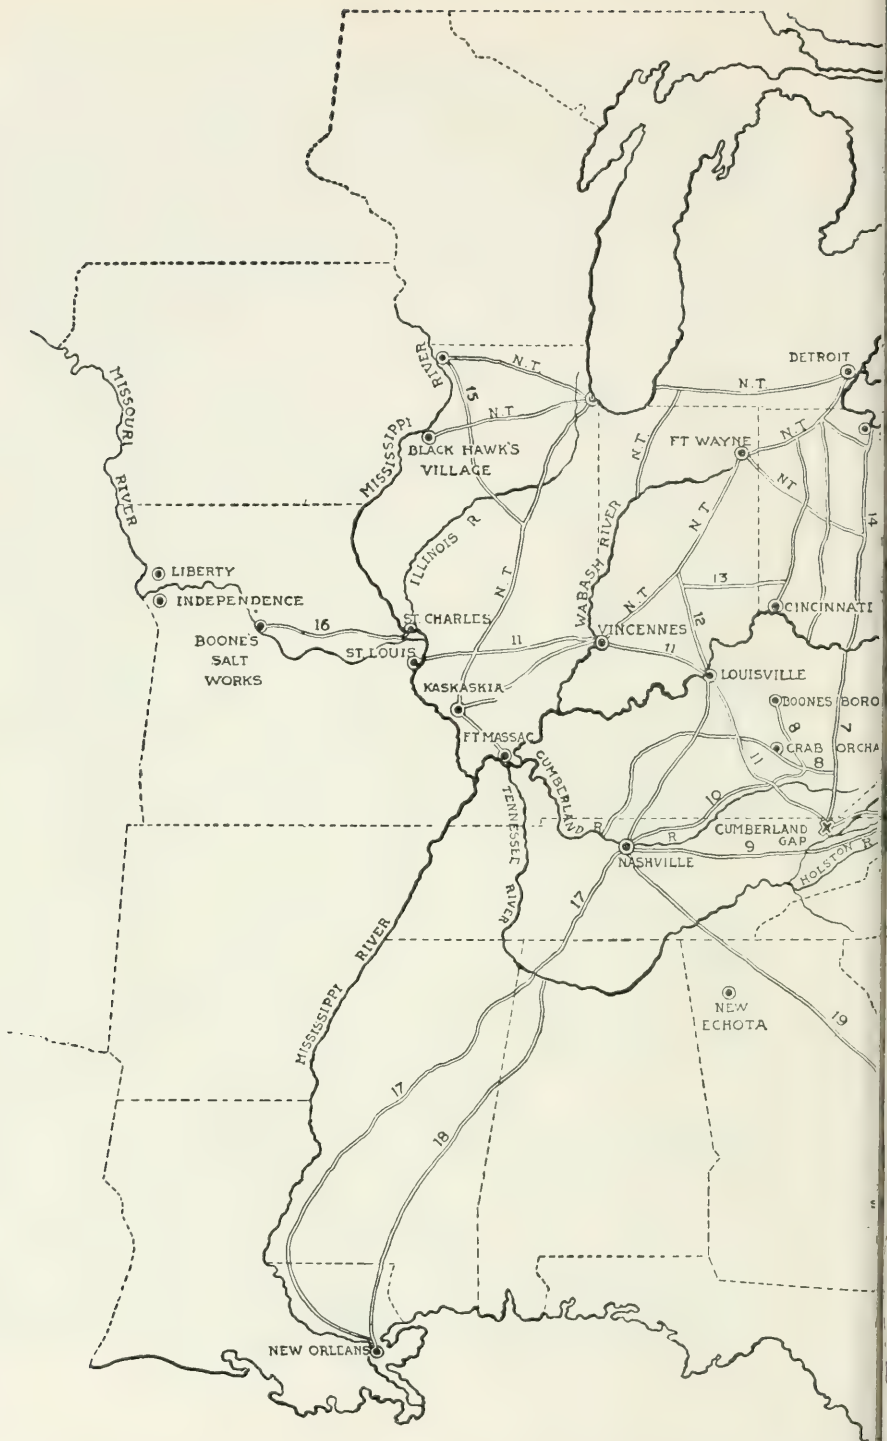 DETROIT
RIVER
N.T.
15
N.T.
N.T
N.T
FT WAYNE
N.T
BLACK HAWK'S
VILLAGE
MISSISSIPPI
MISSOURI
RIVER
NT
N.T
14
ILLINOIS R
WABASH RIVER
N.T
N.T
13
LIBERTY
INDEPENDENCE
CINCINNATI
12
ST. CHARLES
16
BOONE'S
SALT
WORKS
ST. LOUIS
11
VINCENNES
11
LOUISVILLE
KASKASKIA
BOONESBORO
8
7
CRAB ORCHA
8
11
FT MASSAC
CUMBERLAND
R
TENNESSEE
RIVER
10
R
CUMBERLAND
GAP
9
NASHVILLE
HOLSTON R
17
MISSISSIPPI RIVER
NEW
ECHOTA
19
17
18
NEW ORLEANS